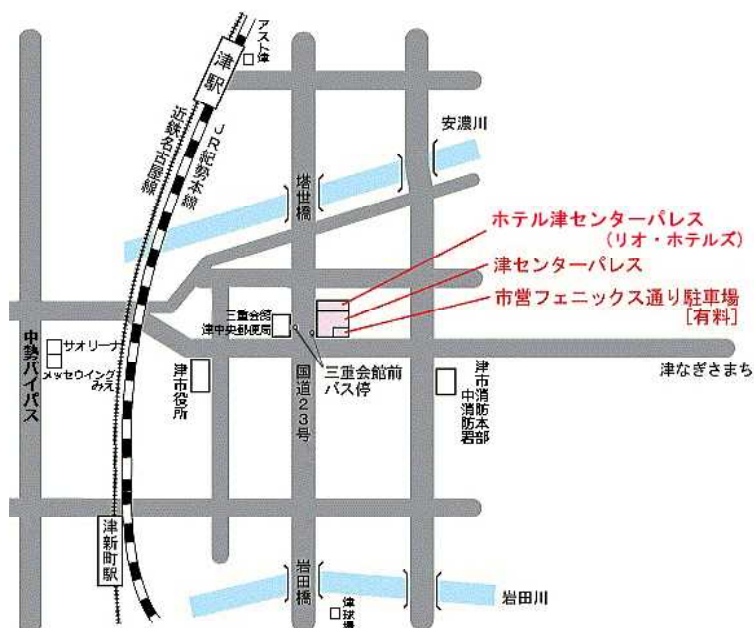 アスト津
津駅
近鉄名古屋線
JR紀勢本線
安濃川
塔世橋
ホテル津センターパレス
(リオ・ホテルズ)
津センターパレス
市営フェニックス通り駐車場
[有料]
三重会館
津中央郵便局
サオリーナ
メッセウイング
みえ
中勢バイパス
津市役所
国道23号
三重会館前
バス停
津市消防本部
中消防署
津なぎさまち
津新町駅
岩田橋
岩田川
津球場